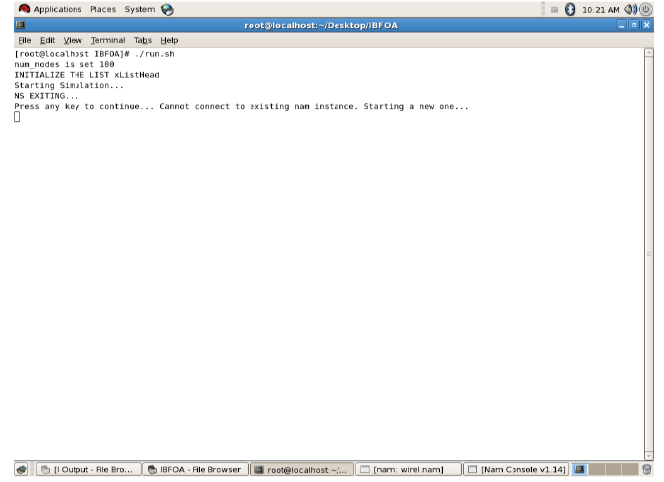 Applications Places System 10:21 AM
root@localhost:~/Desktop/IBFOA
File Edit View Terminal Tabs Help
[root@localhost IBFOA]# ./run.sh
num_nodes is set 100
INITIALIZE THE LIST xListHead
Starting Simulation...
NS EXITING...
Press any key to continue... Cannot connect to existing nam instance. Starting a new one...
[I Output - File Bro... IBFOA - File Browser root@localhost:~/... [nam: wirel.nam] [Nam Console v1.14]